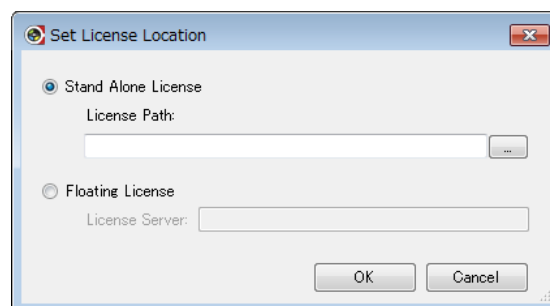 Set License Location
Stand Alone License
License Path:
...
Floating License
License Server:
OK Cancel